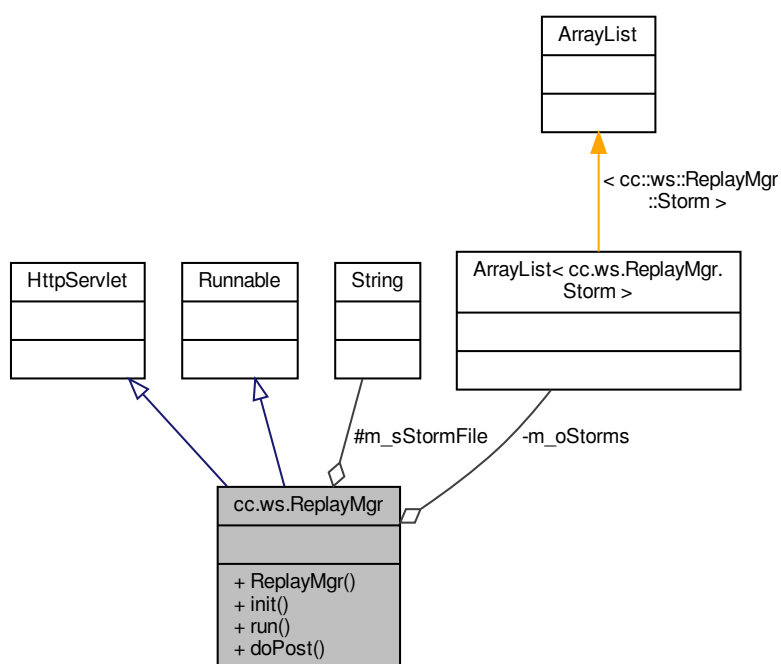 ArrayList
< cc::ws::ReplayMgr
::Storm >
HttpServlet
Runnable
String
ArrayList< cc.ws.ReplayMgr.
Storm >
#m_sStormFile
-m_oStorms
cc.ws.ReplayMgr
+ ReplayMgr()
+ init()
+ run()
+ doPost()